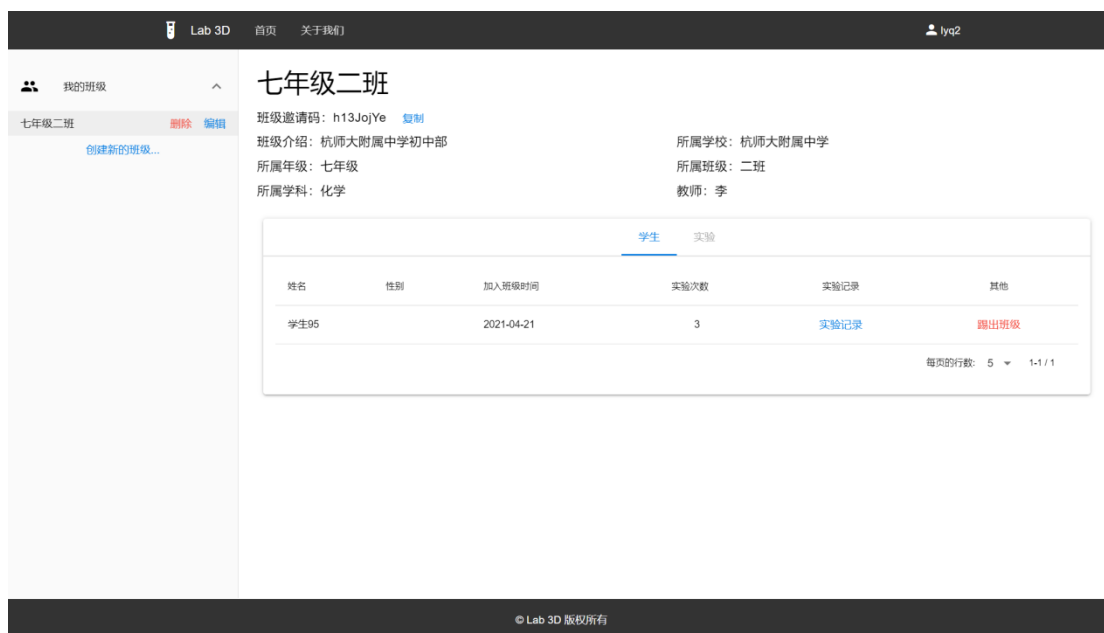 Lab 3D 首页 关于我们 lyq2
我的班级
七年级二班 删除 编辑
创建新的班级...
七年级二班
班级邀请码：h13JojYe 复制
班级介绍：杭师大附属中学初中部 所属学校：杭师大附属中学
所属年级：七年级 所属班级：二班
所属学科：化学 教师：李
学生 实验
姓名 性别 加入班级时间 实验次数 实验记录 其他
学生95 2021-04-21 3 实验记录 踢出班级
每页的行数: 5 1-1 / 1
© Lab 3D 版权所有